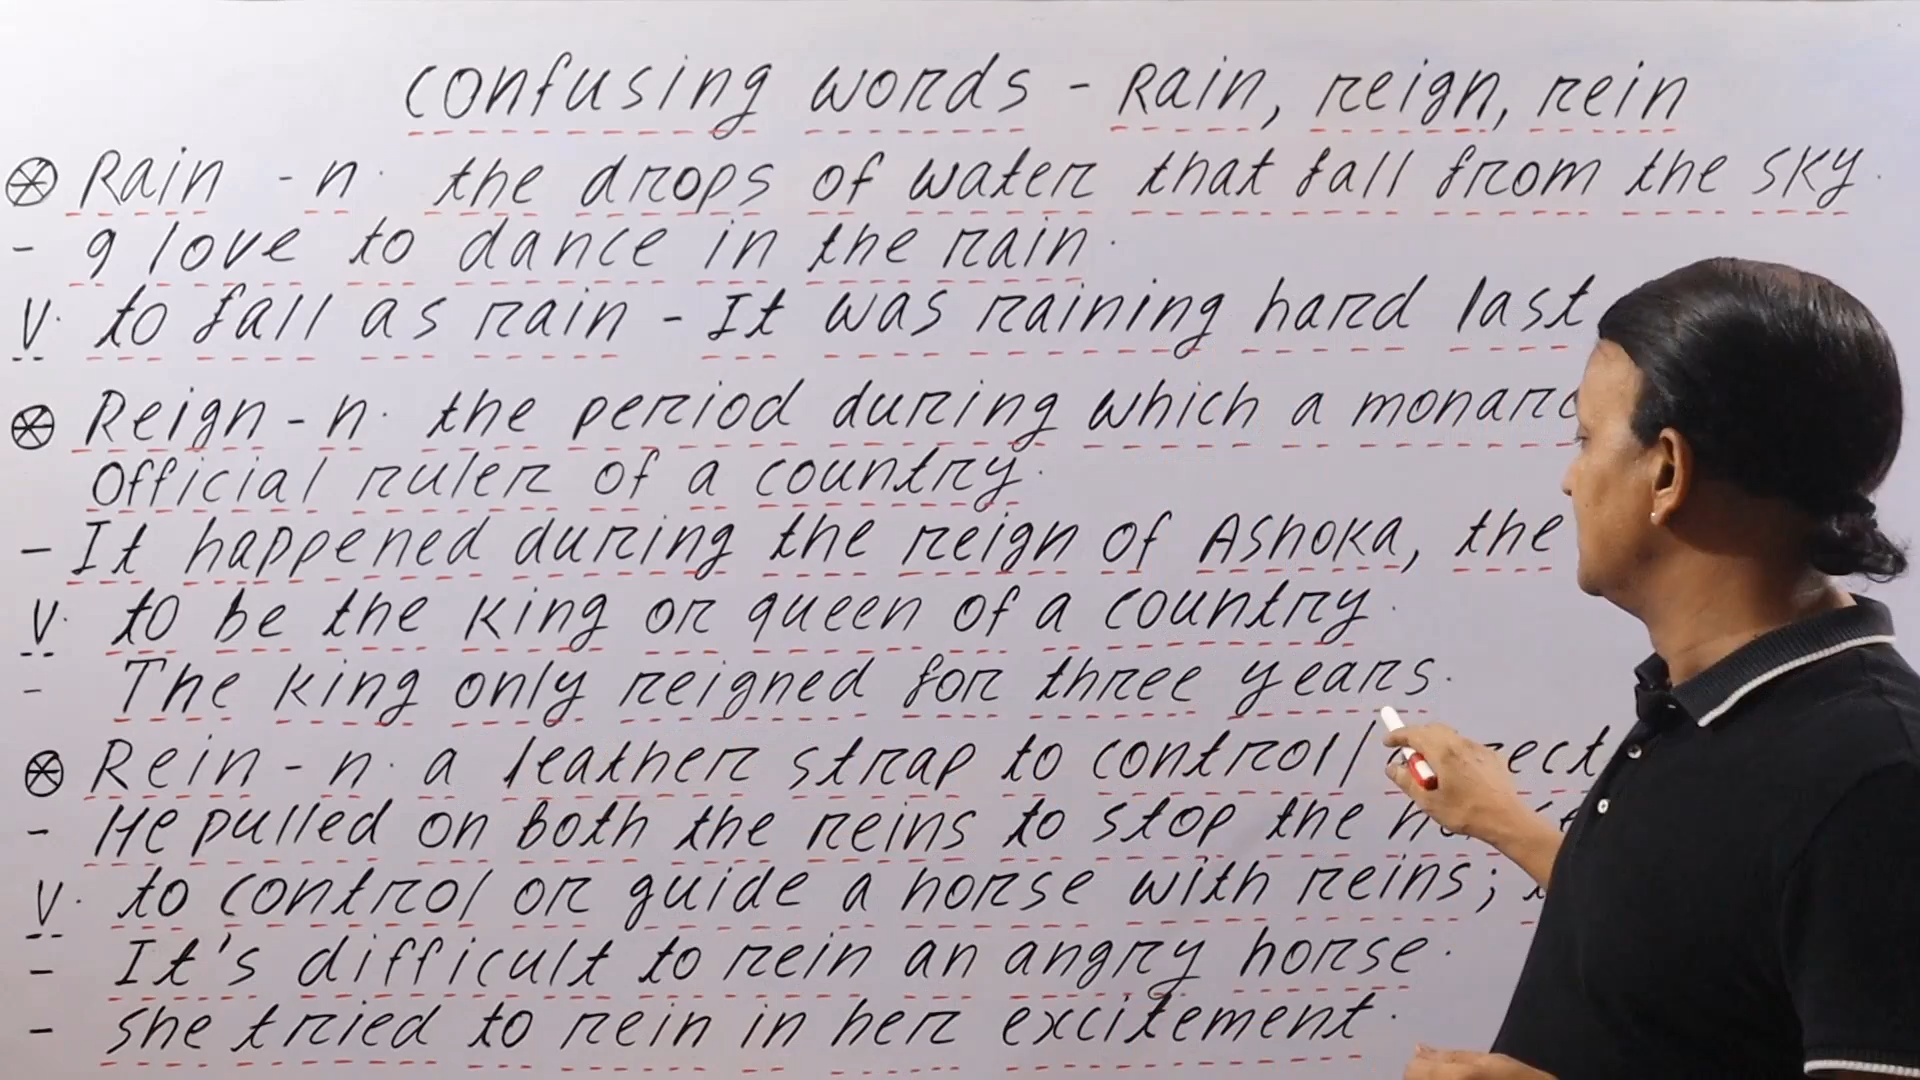 Confusing words - Rain, reign, rein
Rain - n. the drops of water that fall from the sky.
- I love to dance in the rain.
V. to fall as rain - It was raining hard last
Reign - n. the period during which a
official ruler of a country.
- It happened during the reign of Ashoka, the
V. to be the king or queen of a country.
- The king only reigned for three years.
Rein - n. a leather strap to control/
- He pulled on both the reins to stop the
V. to control or guide a horse with reins;
- It's difficult to rein an angry horse.
- she tried to rein in her excitement.